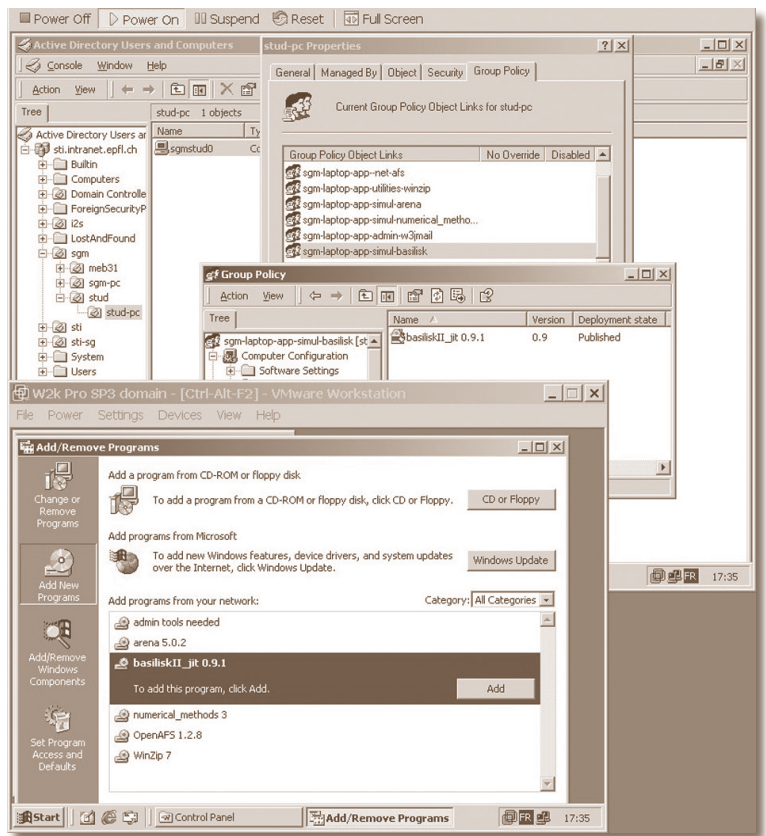 Power Off Power On Suspend Reset Full Screen
Active Directory Users and Computers
Console Window Help
Action View
Tree
stud-pc 1 objects
Active Directory Users ar
sti.intranet.epfl.ch
Builtin
Computers
Domain Controlle
ForeignSecurityP
i2s
LostAndFound
sgm
meb31
sgm-pc
stud
stud-pc
sti
sti-sg
System
Users
Name Ty
sgmstud0 Co
stud-pc Properties
General Managed By Object Security Group Policy
Current Group Policy Object Links for stud-pc
Group Policy Object Links No Override Disabled
sgm-laptop-app--net-afs
sgm-laptop-app-utilities-winzip
sgm-laptop-app-simul-arena
sgm-laptop-app-simul-numerical_metho...
sgm-laptop-app-admin-w3jmail
sgm-laptop-app-simul-basilisk
Group Policy
Action View
Tree
sgm-laptop-app-simul-basilisk [st
Computer Configuration
Software Settings
Name Version Deployment state
basiliskII_jit 0.9.1 0.9 Published
FR 17:35
W2k Pro SP3 domain - [Ctrl-Alt-F2] - VMware Workstation
File Power Settings Devices View Help
Add/Remove Programs
Change or
Remove
Programs
Add New
Programs
Add/Remove
Windows
Components
Set Program
Access and
Defaults
Add a program from CD-ROM or floppy disk
To add a program from a CD-ROM or floppy disk, click CD or Floppy.
CD or Floppy
Add programs from Microsoft
To add new Windows features, device drivers, and system updates
over the Internet, click Windows Update.
Windows Update
Add programs from your network:
Category: All Categories
admin tools needed
arena 5.0.2
basiliskII_jit 0.9.1
To add this program, click Add.
Add
numerical_methods 3
OpenAFS 1.2.8
WinZip 7
Start Control Panel Add/Remove Programs FR 17:35